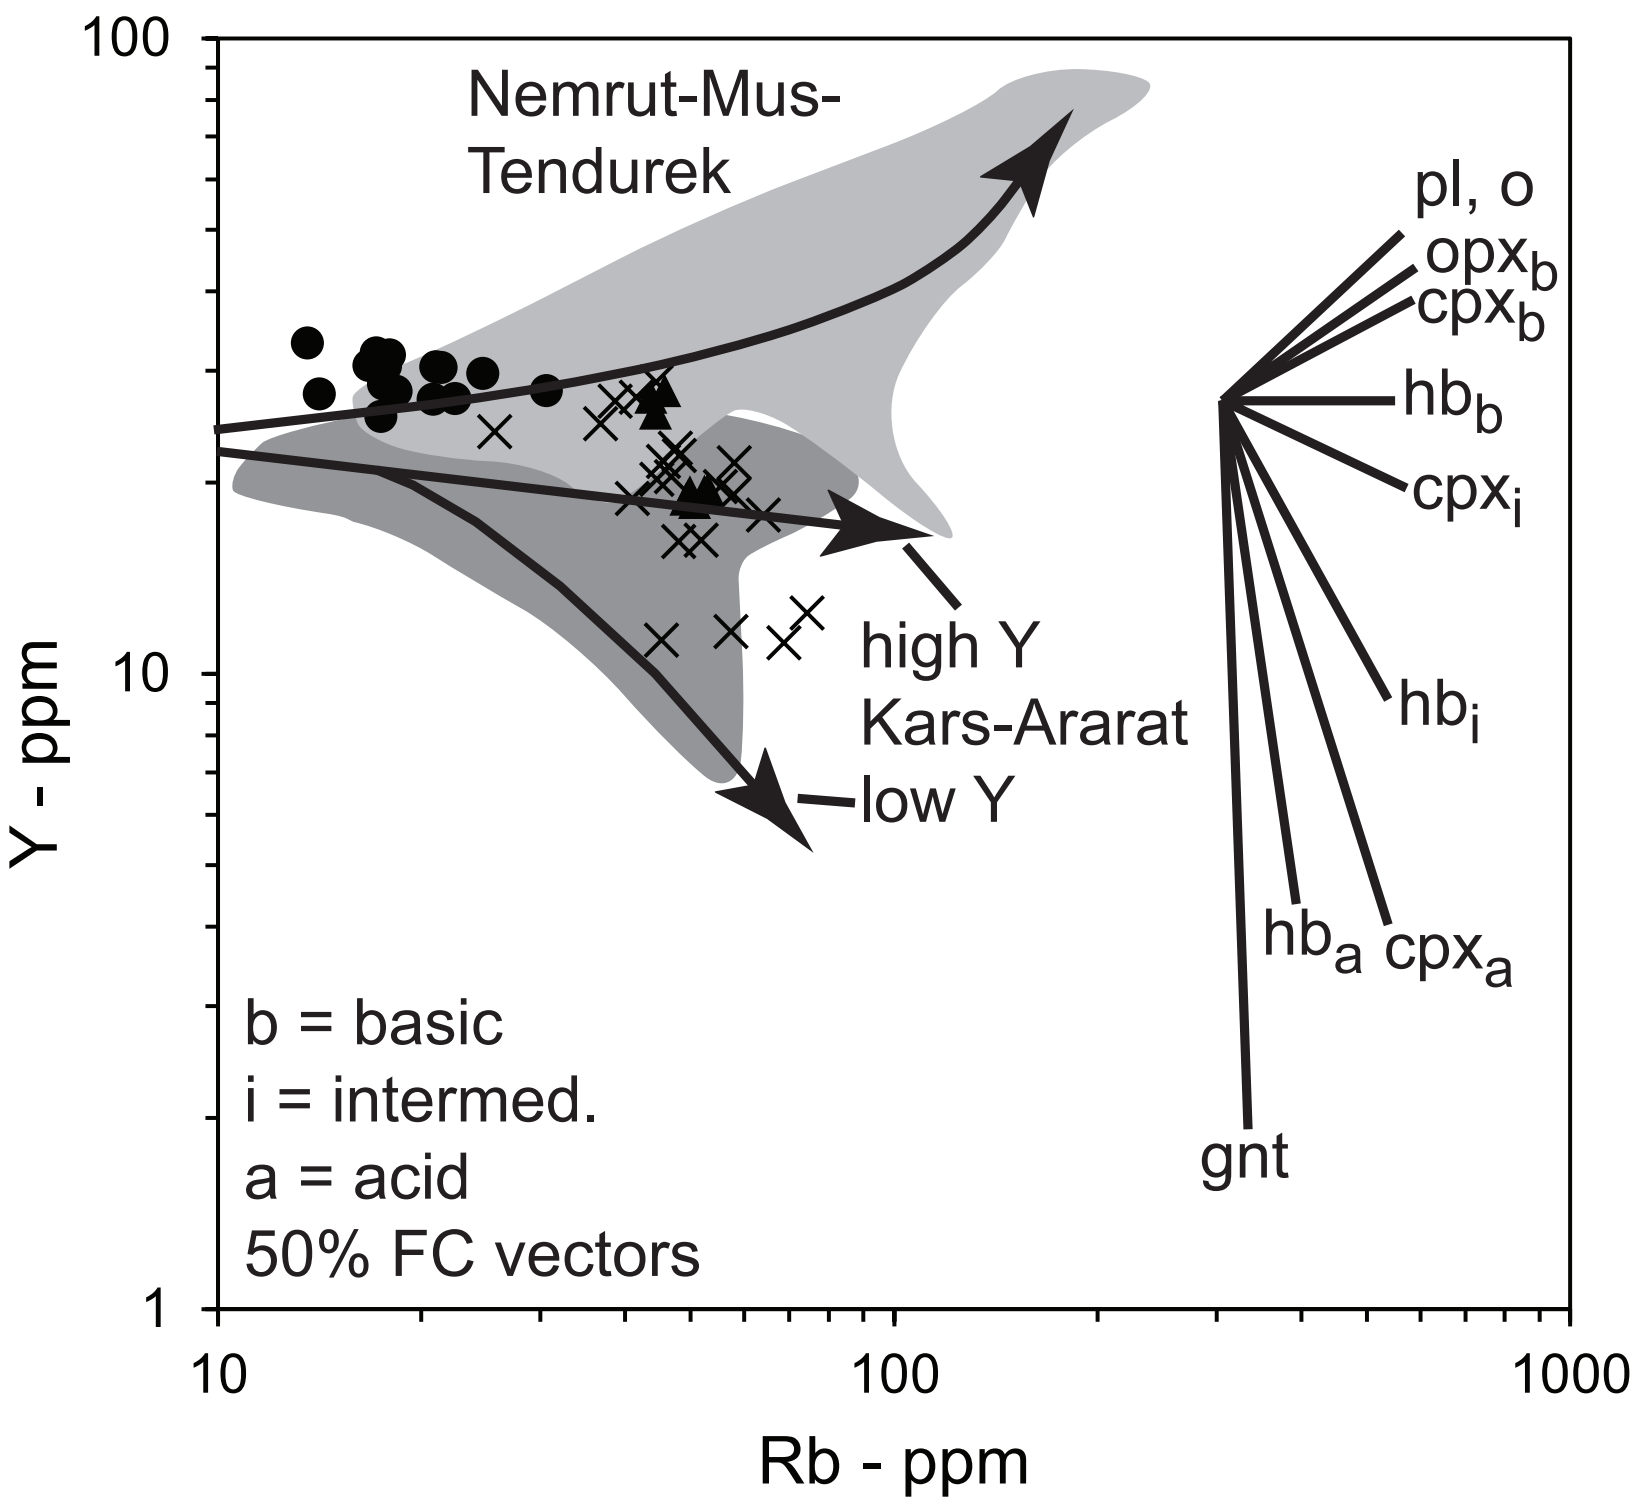 100
Nemrut-Mus-
Tendurek
pl, o
opxb
cpxb
hbb
cpxi
high Y
Kars-Ararat
low Y
hbi
hba
cpxa
gnt
Y - ppm
10
b = basic
i = intermed.
a = acid
50% FC vectors
1
10
100
1000
Rb - ppm